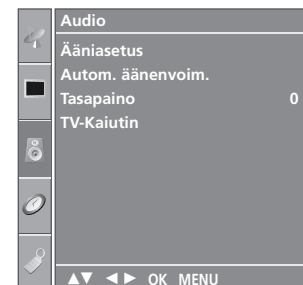 Audio
Ääniasetus
Autom. äänenvoim.
Tasapaino 0
TV-Kaiutin
▲▼ ◄► OK MENU